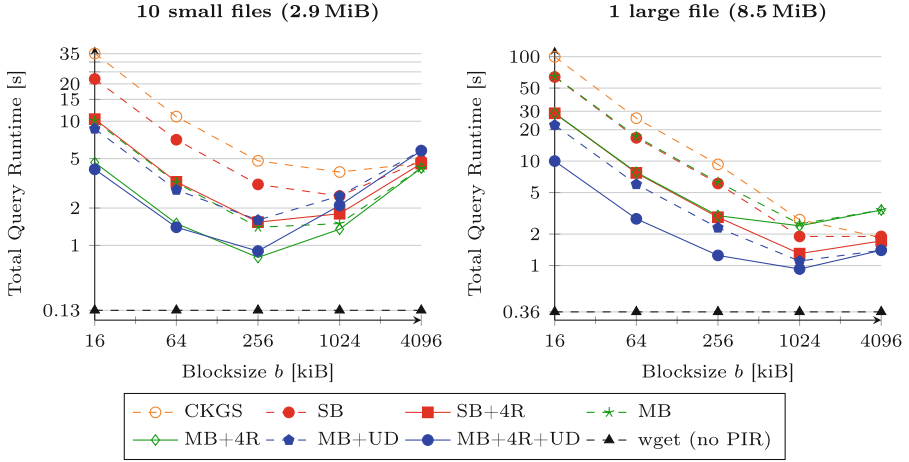 10 small files (2.9 MiB)
Total Query Runtime [s]
35
20
15
10
5
2
1
0.13
16 64 256 1024 4096
Blocksize b [kiB]
1 large file (8.5 MiB)
Total Query Runtime [s]
100
50
30
20
10
5
2
1
0.36
16 64 256 1024 4096
Blocksize b [kiB]
CKGS SB SB+4R MB
MB+4R MB+UD MB+4R+UD wget (no PIR)